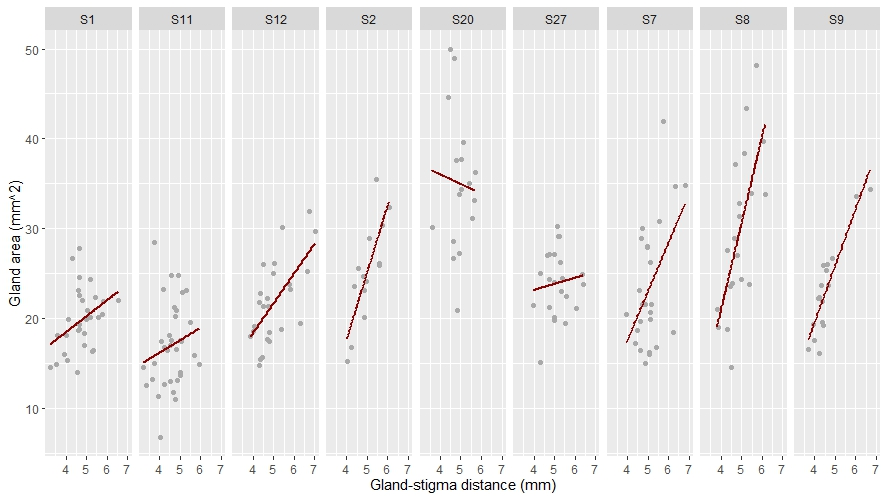 S1 S11 S12 S2 S20 S27 S7 S8 S9
50
40
30
20
10
Gland area (mm^2)
4 5 6 7 4 5 6 7 4 5 6 7 4 5 6 7 4 5 6 7 4 5 6 7 4 5 6 7 4 5 6 7 4 5 6 7
Gland-stigma distance (mm)